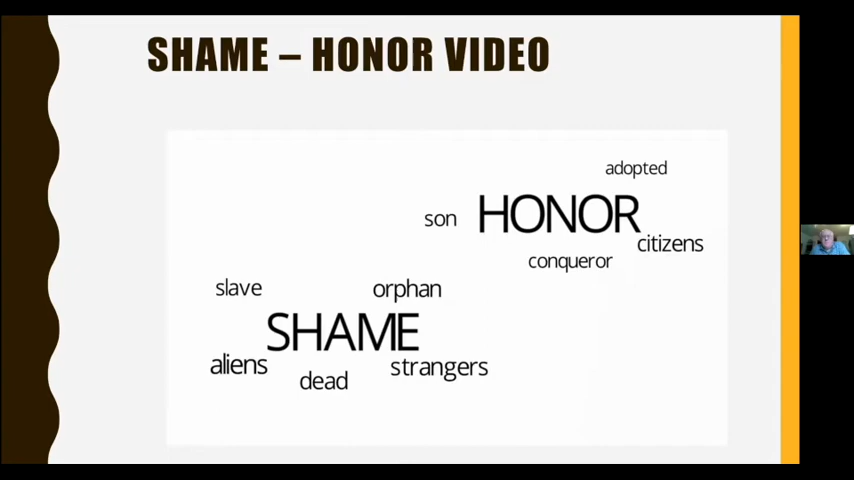 SHAME – HONOR VIDEO
adopted
son HONOR
citizens
conqueror
slave orphan
SHAME
aliens strangers
dead